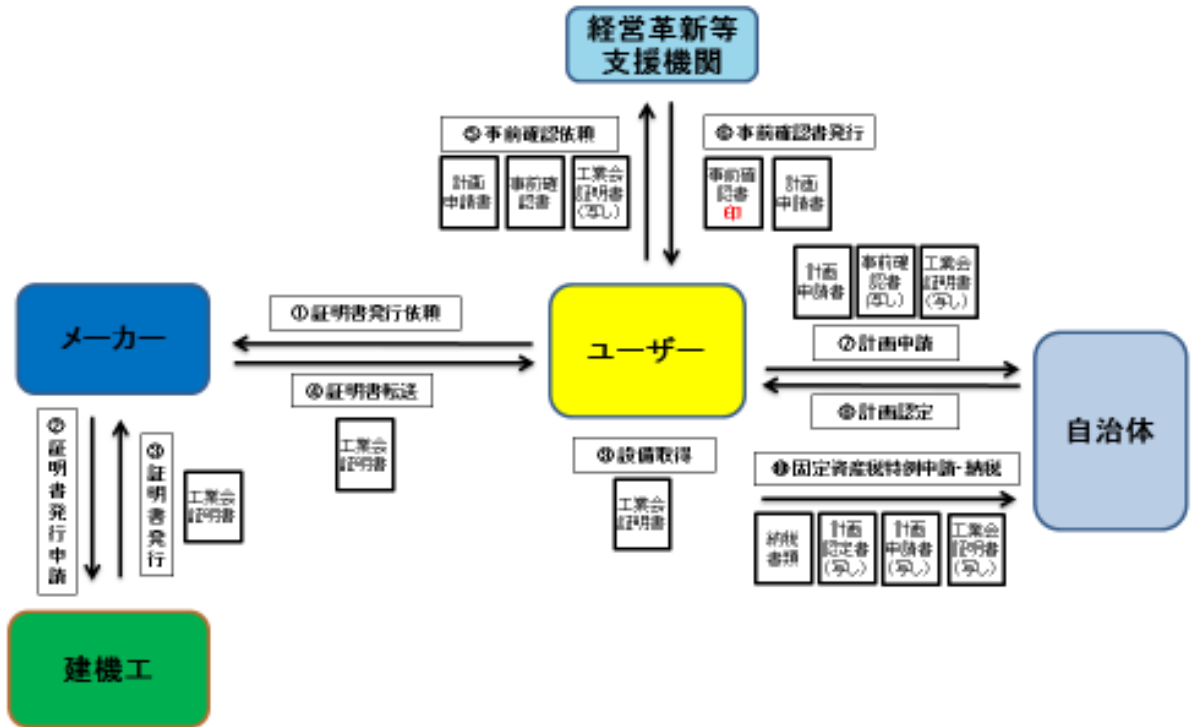 経営革新等
支援機関
⑤事前確認依頼
計画
申請書
事前確
認書
工業会
証明書
(写し)
⑥事前確認書発行
事前確
認書
印
計画
申請書
計画
申請書
事前確
認書
(写し)
工業会
証明書
(写し)
メーカー
①証明書発行依頼
④証明書転送
工業会
証明書
ユーザー
⑦計画申請
⑧計画認定
自治体
②証明書発行申請
③証明書発行
工業会
証明書
⑨設備取得
工業会
証明書
⑩固定資産税特例申請・納税
納税
書類
計画
認定書
(写し)
計画
申請書
(写し)
工業会
証明書
(写し)
建機工